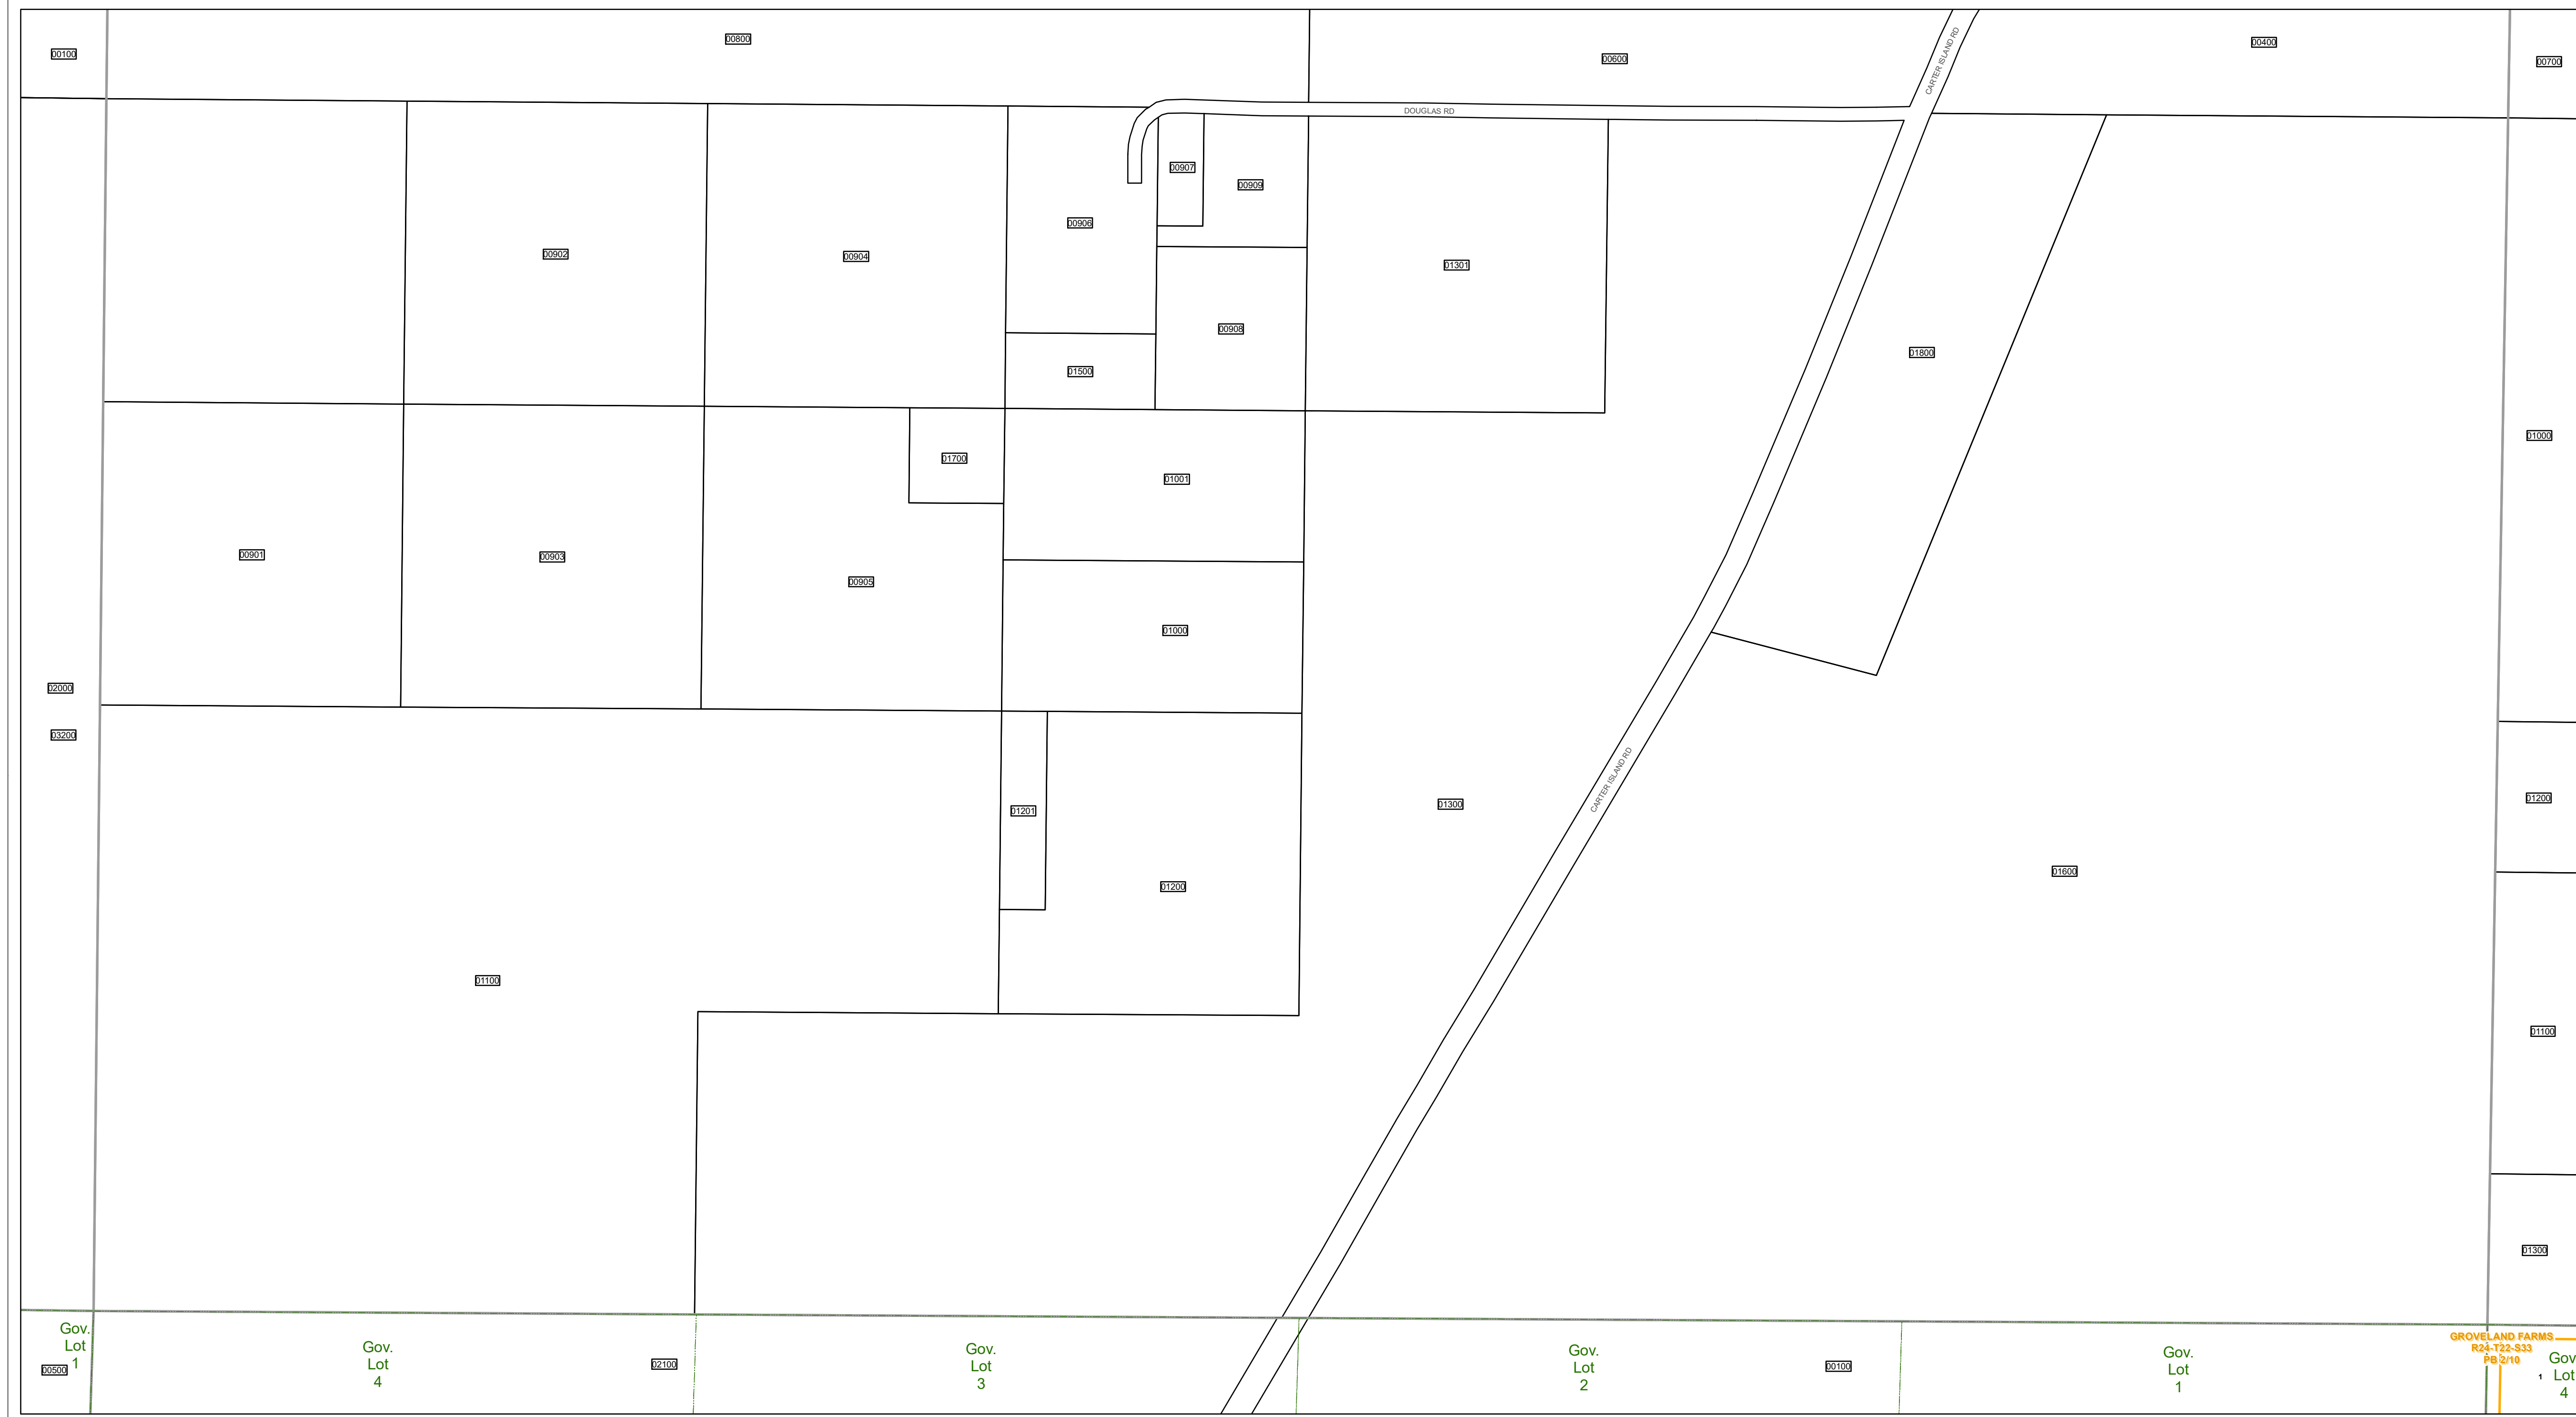 00100
00800
00600
CARTER ISLAND RD
00400
00700
DOUGLAS RD
00907
00909
00906
00902
00904
01301
00908
01800
01500
01000
01700
01001
00901
00903
00905
01000
02000
03200
CARTER ISLAND RD
01201
01300
01200
01600
01200
01100
01100
01300
Gov.
Lot
1
00500
Gov.
Lot
4
02100
Gov.
Lot
3
Gov.
Lot
2
00100
Gov.
Lot
1
GROVELAND FARMS
R24-T22-S33
PB 2/10
1
Gov
Lot
4